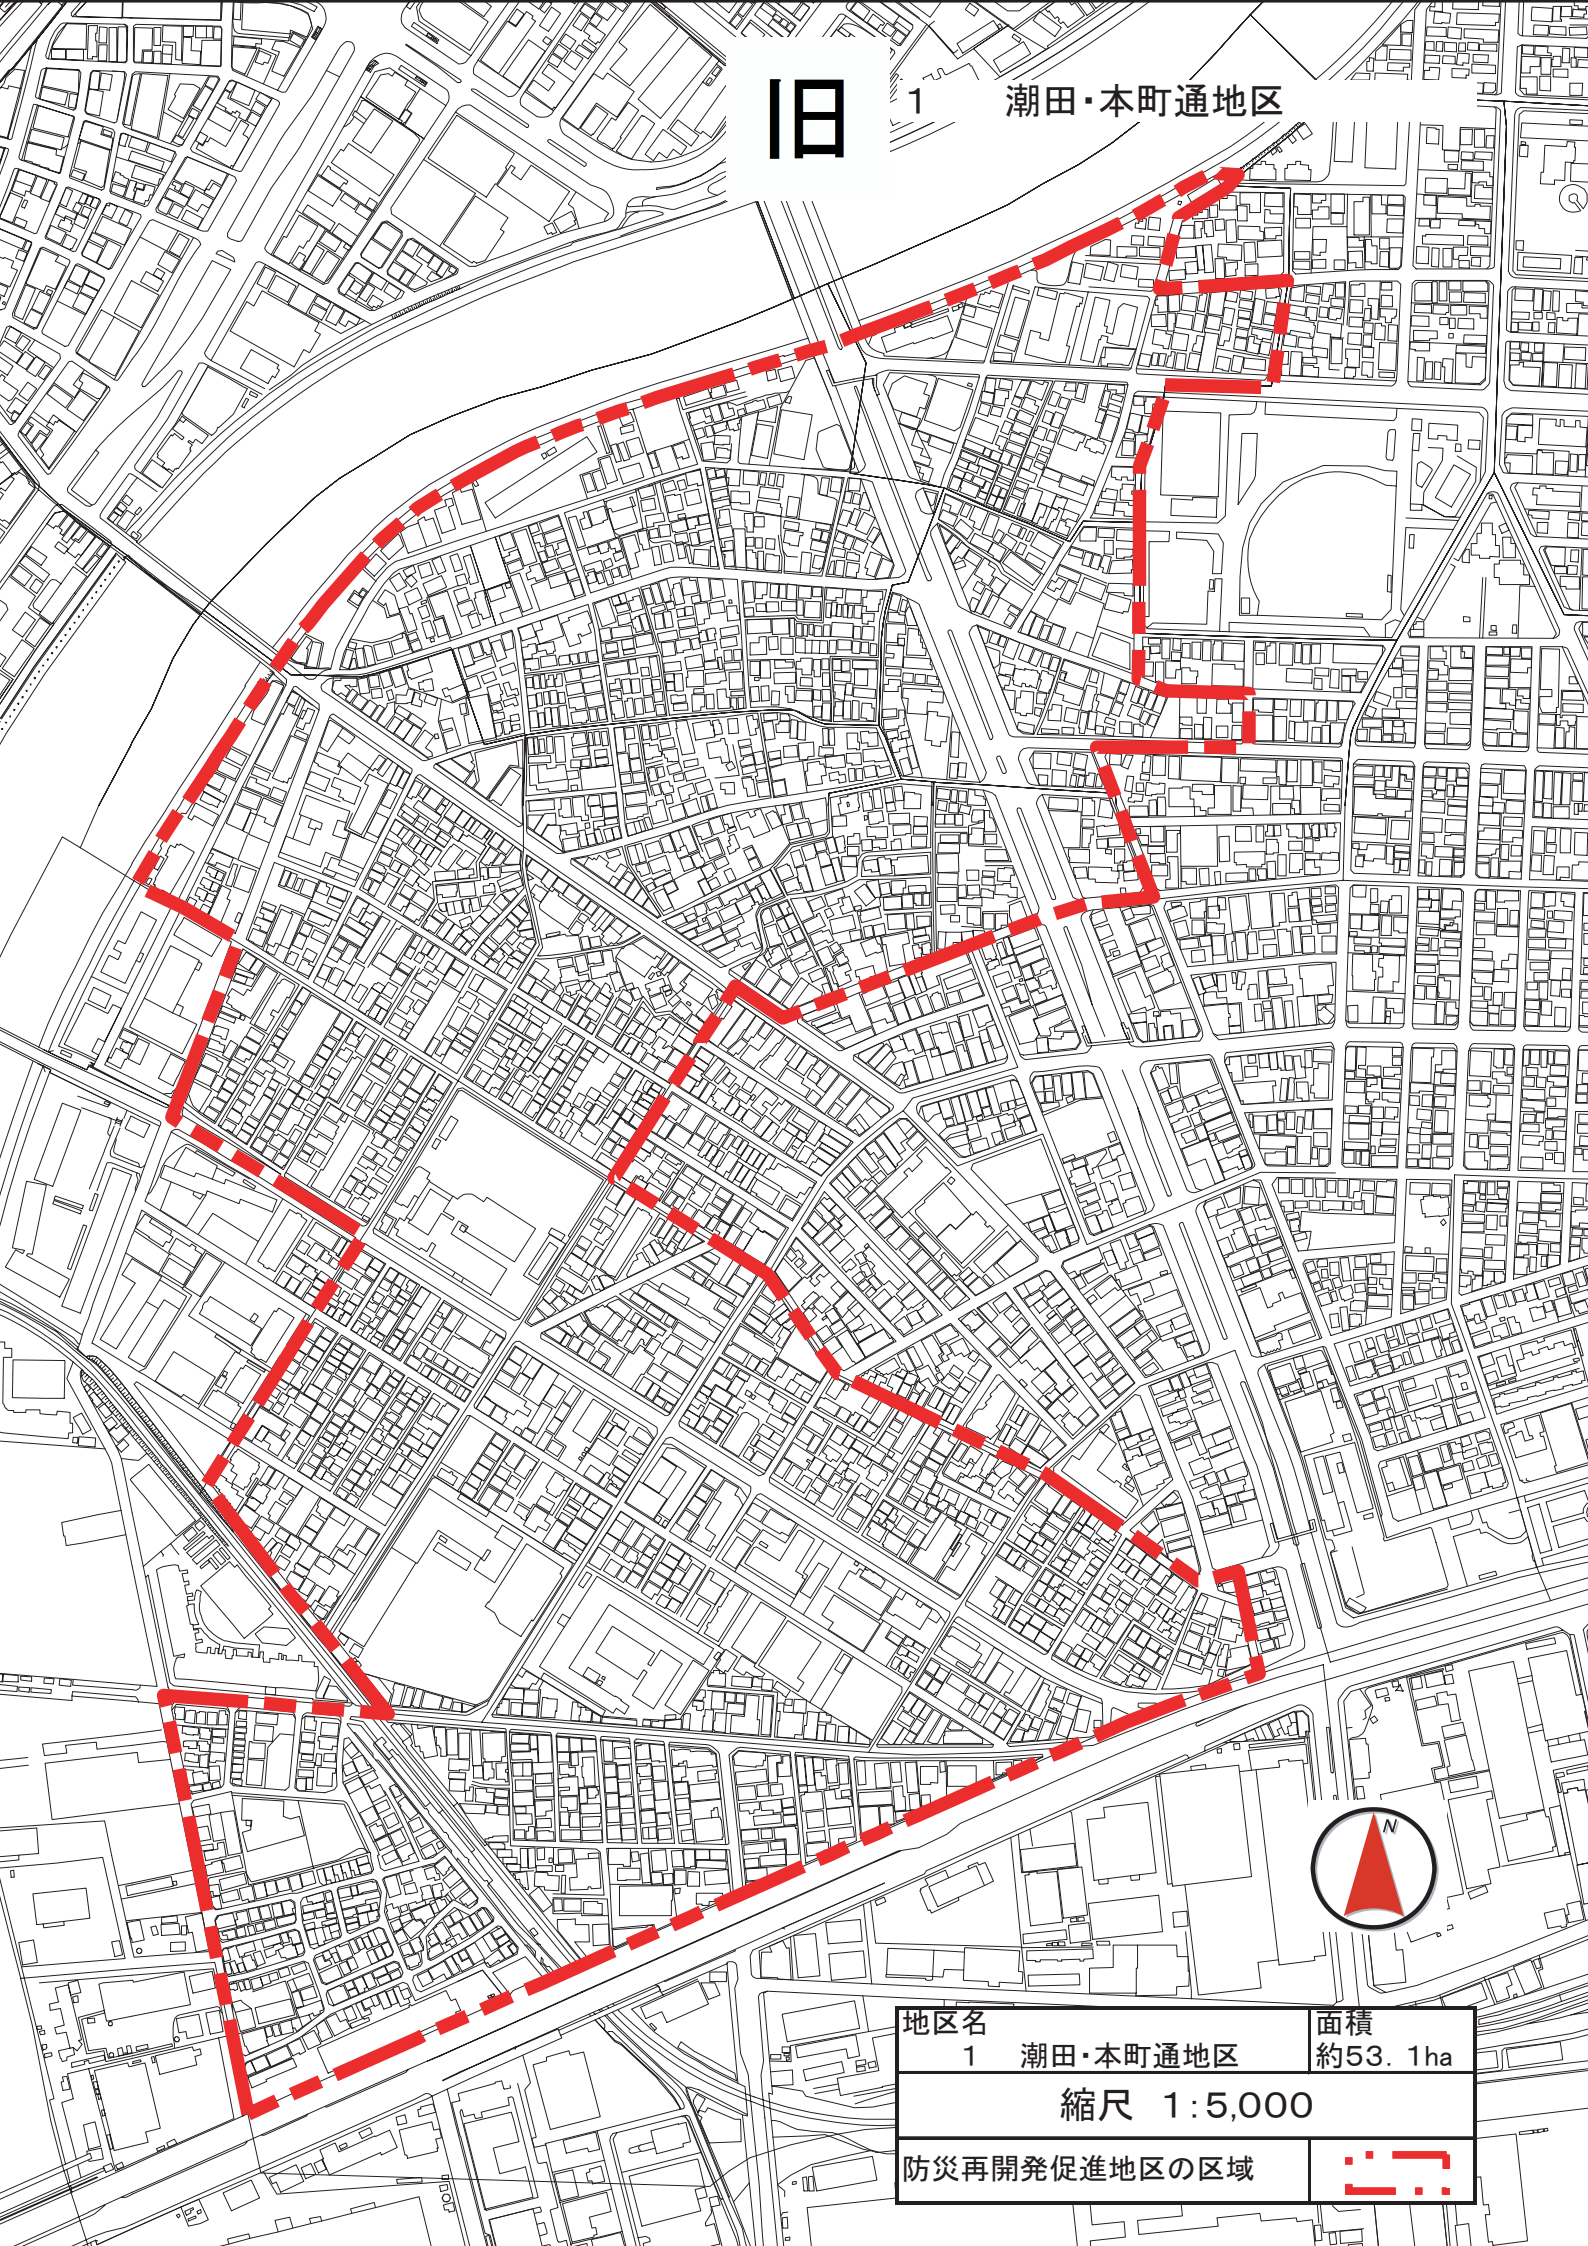 旧
1 潮田・本町通地区
N
地区名
1 潮田・本町通地区
面積
約53.1ha
縮尺 1:5,000
防災再開発促進地区の区域